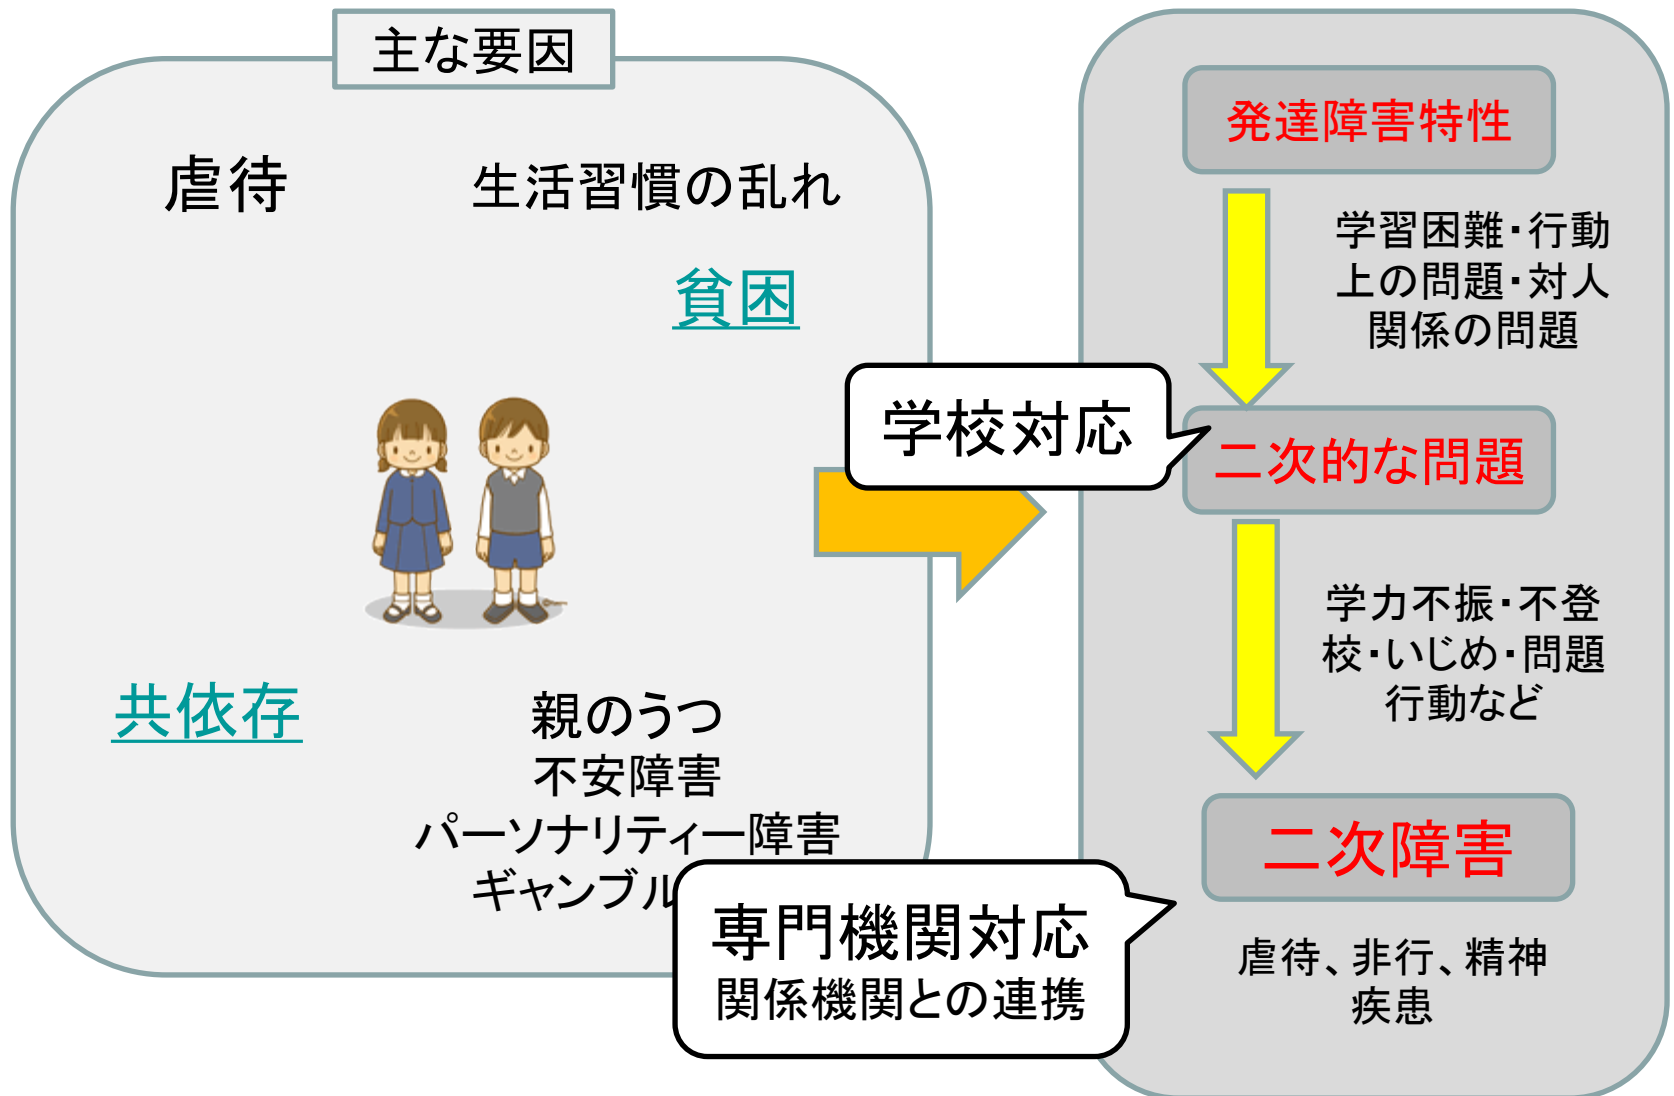 主な要因
虐待
生活習慣の乱れ
貧困
共依存
親のうつ
不安障害
パーソナリティー障害
ギャンブル
発達障害特性
学習困難・行動
上の問題・対人
関係の問題
学校対応
二次的な問題
学力不振・不登
校・いじめ・問題
行動など
二次障害
専門機関対応
関係機関との連携
虐待、非行、精神
疾患